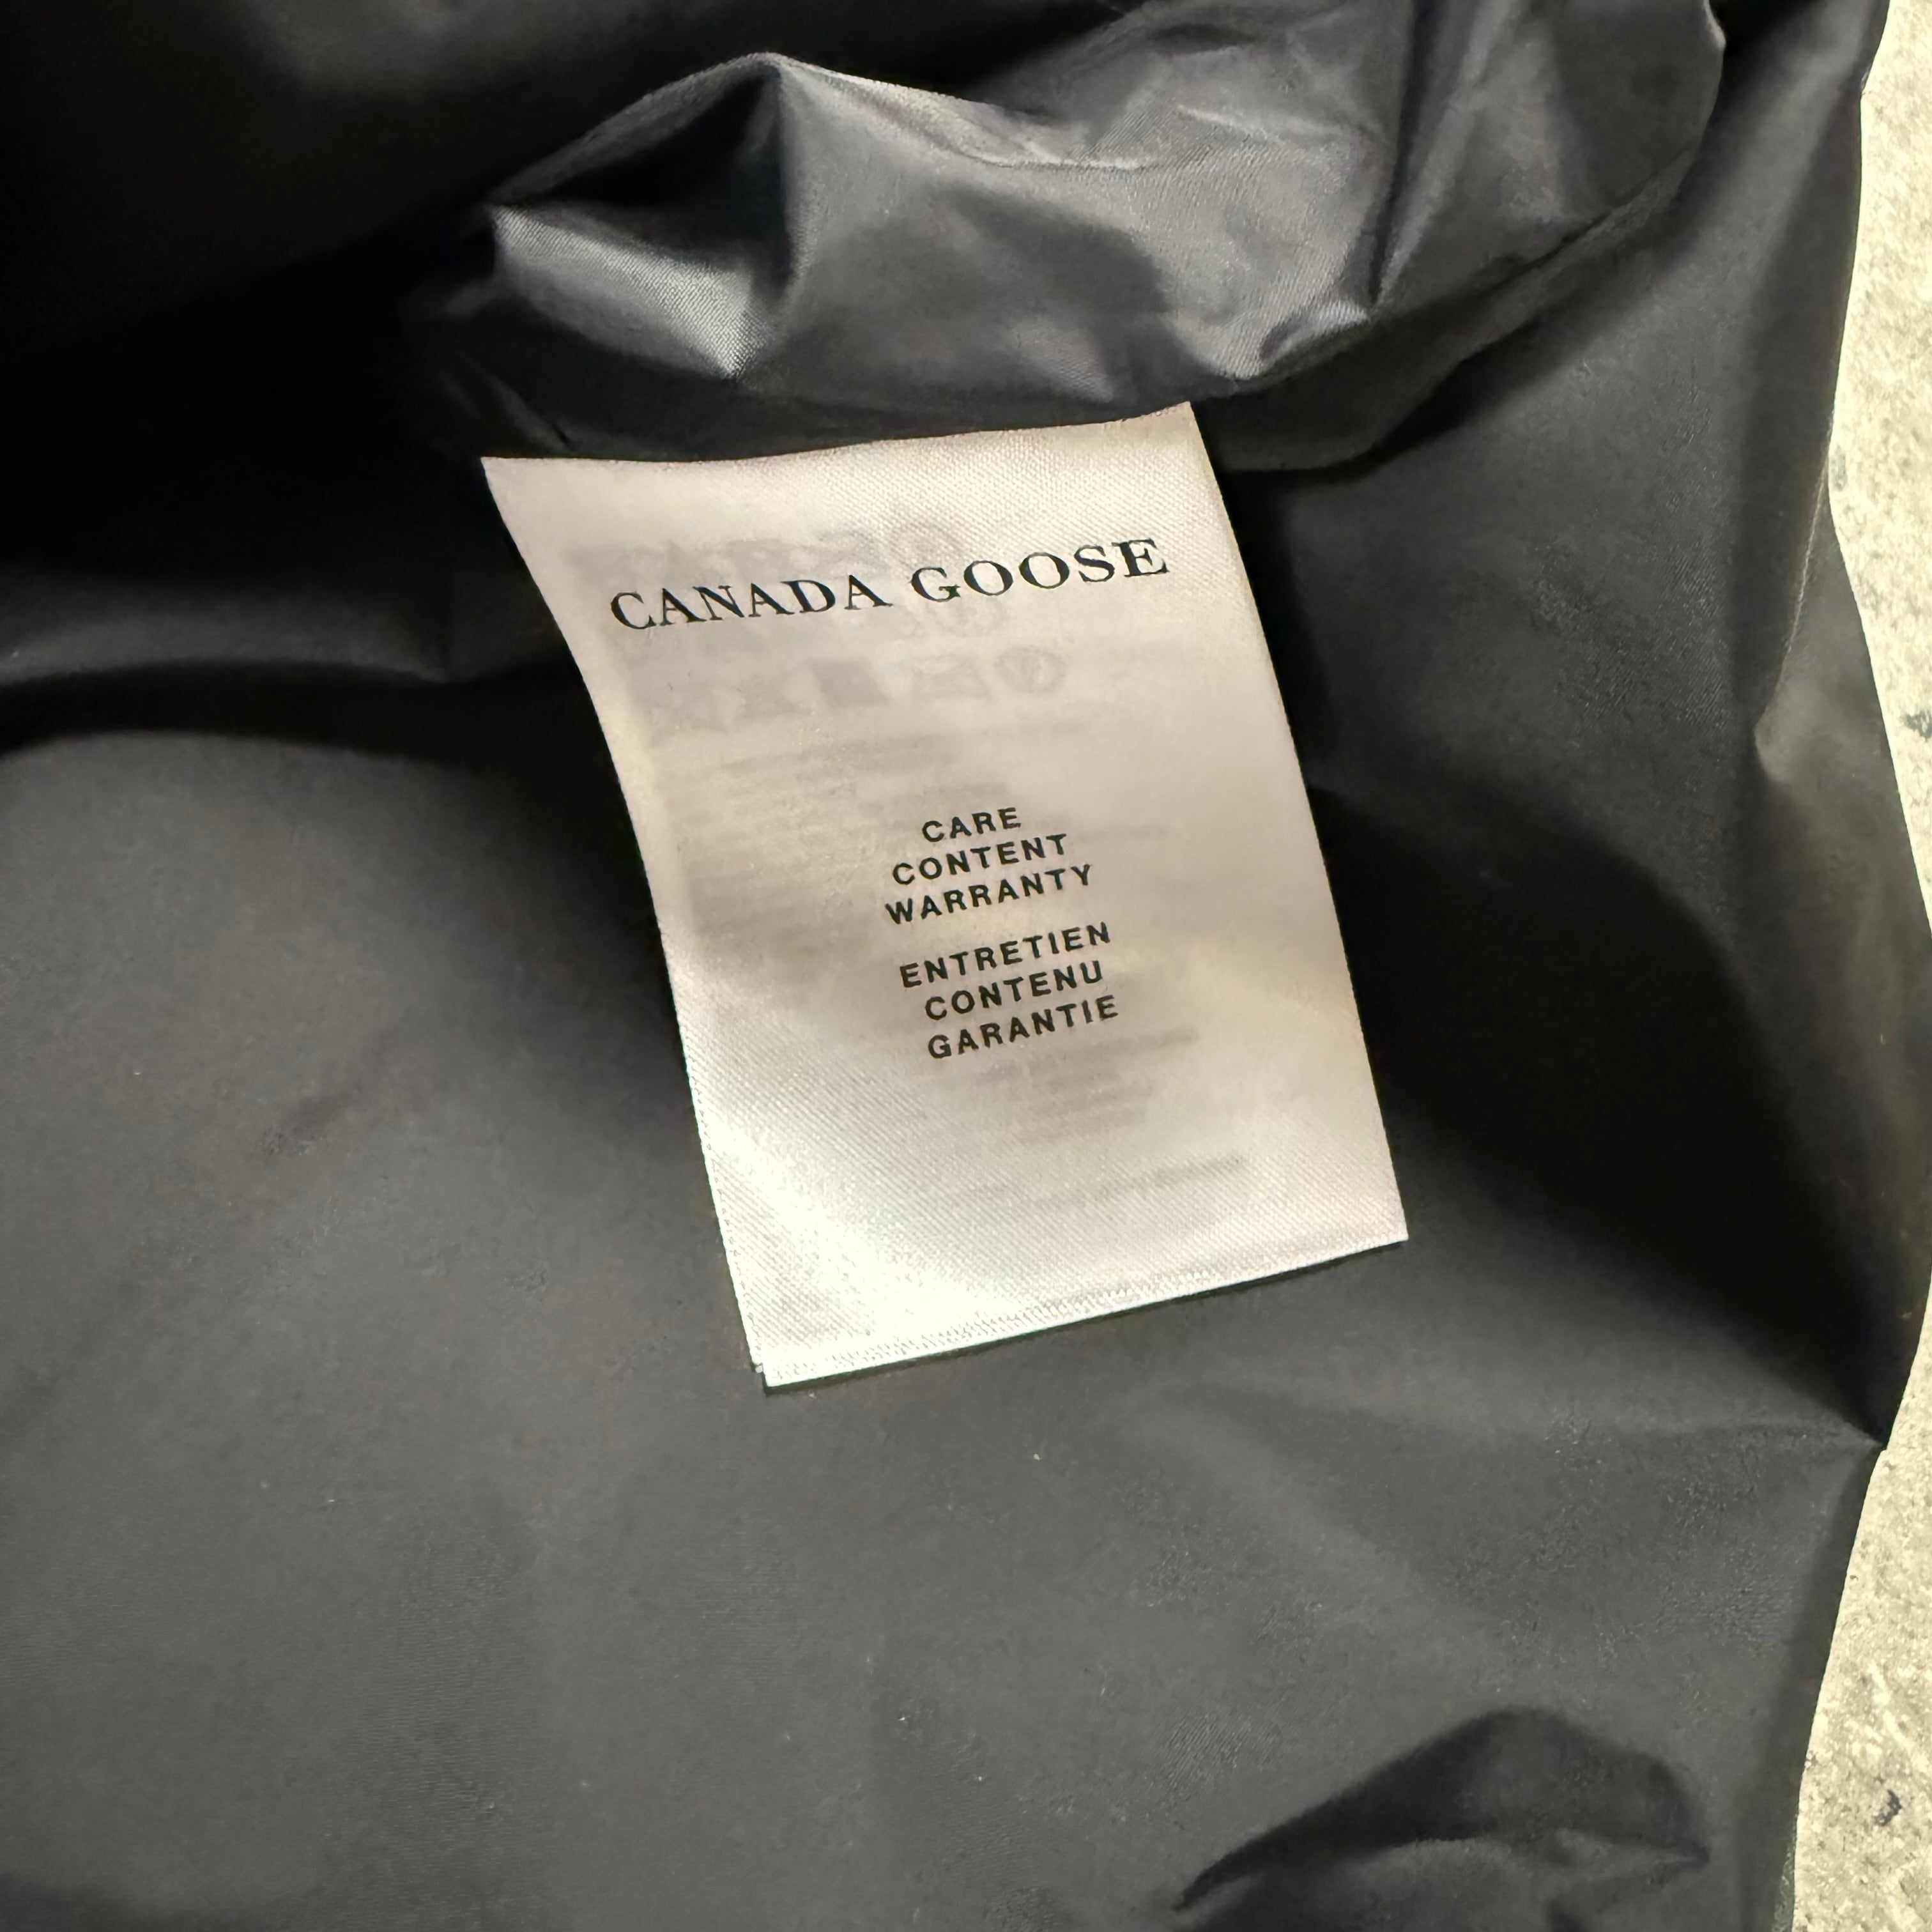 CANADA GOOSE
CARE
CONTENT
WARRANTY
ENTRETIEN
CONTENU
GARANTIE